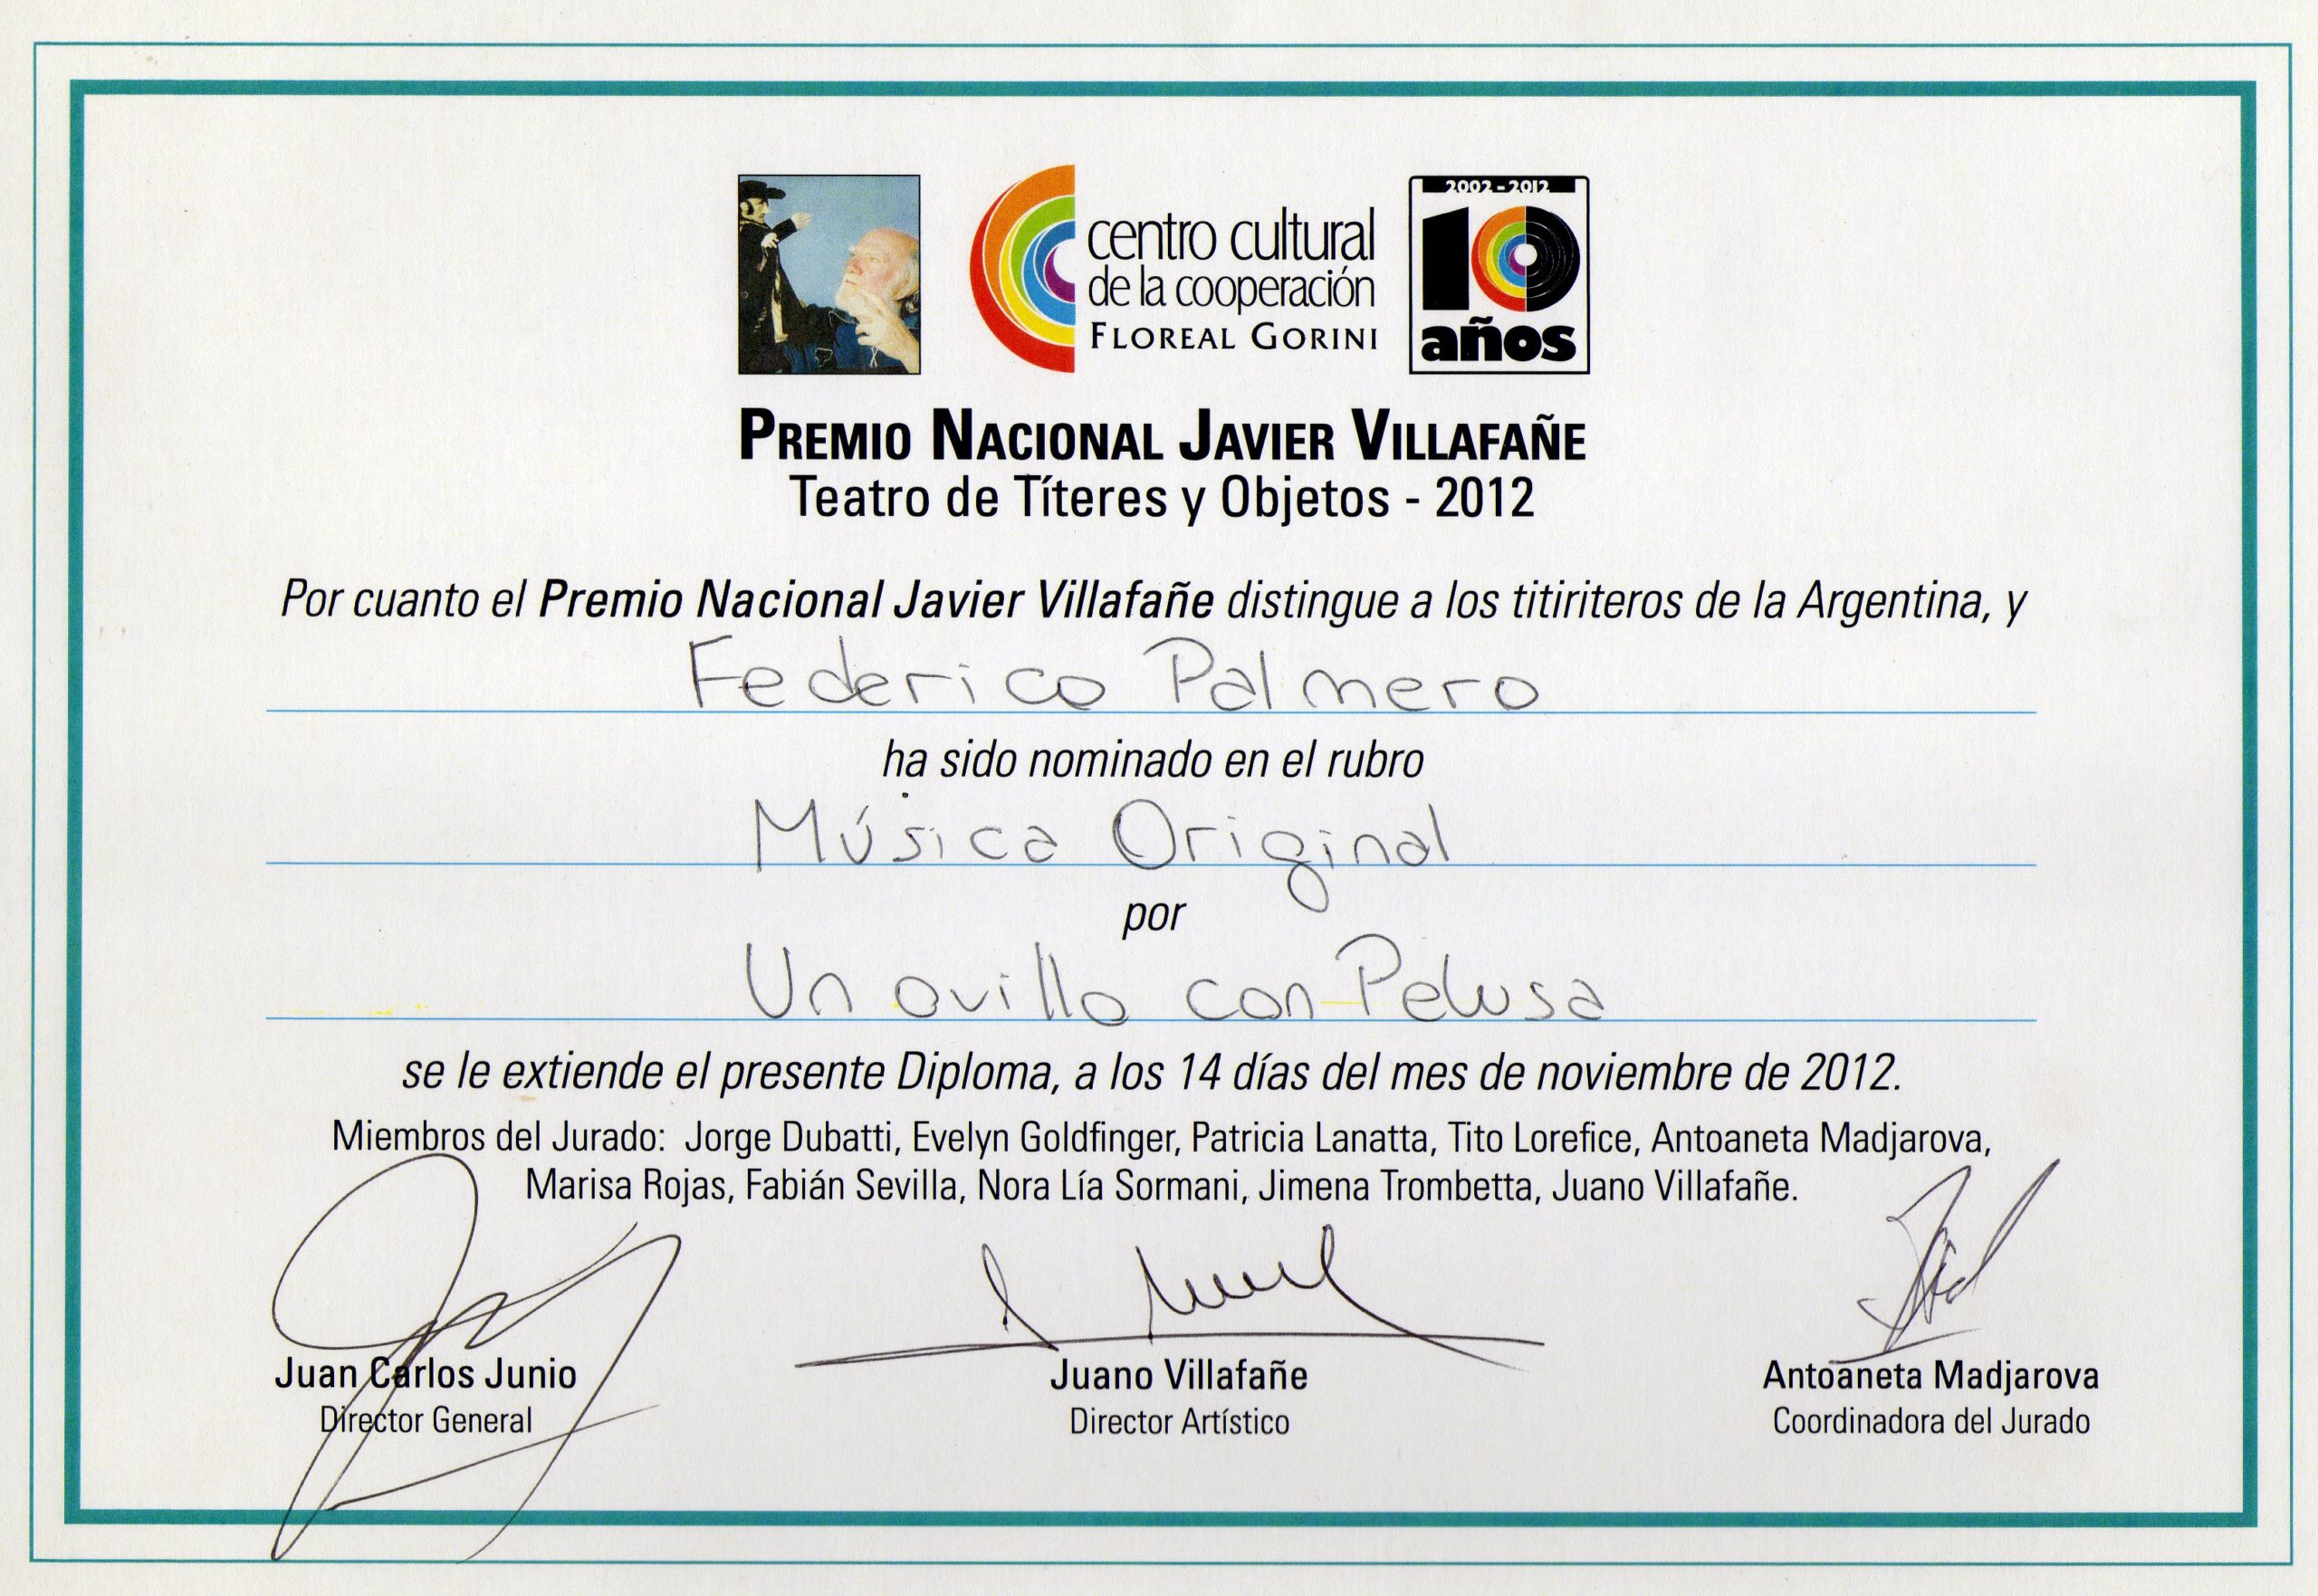 2002-2012
centro cultural
de la cooperación
FLOREAL GORINI
10
años
PREMIO NACIONAL JAVIER VILLAFAÑE
Teatro de Títeres y Objetos - 2012
Por cuanto el Premio Nacional Javier Villafañe distingue a los titiriteros de la Argentina, y
Federico Palmero
ha sido nominado en el rubro
Música Original
por
Un ovillo con Pelusa
se le extiende el presente Diploma, a los 14 días del mes de noviembre de 2012.
Miembros del Jurado: Jorge Dubatti, Evelyn Goldfinger, Patricia Lanatta, Tito Lorefice, Antoaneta Madjarova,
Marisa Rojas, Fabián Sevilla, Nora Lía Sormani, Jimena Trombetta, Juano Villafañe.
Juan Carlos Junio
Director General
Juano Villafañe
Director Artístico
Antoaneta Madjarova
Coordinadora del Jurado